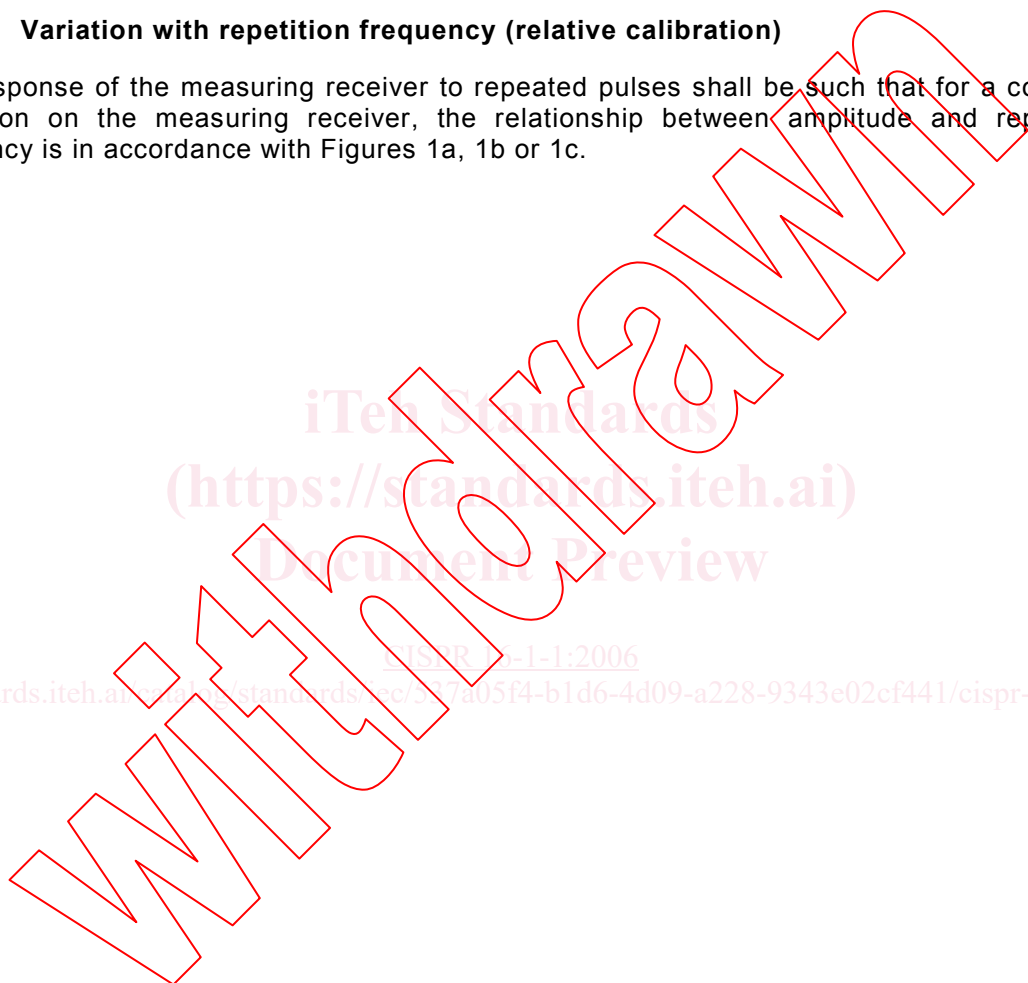 Variation with repetition frequency (relative calibration)
sponse of the measuring receiver to repeated pulses shall be such that for a co
on on the measuring receiver, the relationship between amplitude and rep
ncy is in accordance with Figures 1a, 1b or 1c.
iTeh Standards
(https://standards.iteh.ai)
Document Preview
CISPR 16-1-1:2006
rds.iteh.ai/catalog/standards/iec/537a05f4-b1d6-4d09-a228-9343e02cf441/cispr-
withdrawn